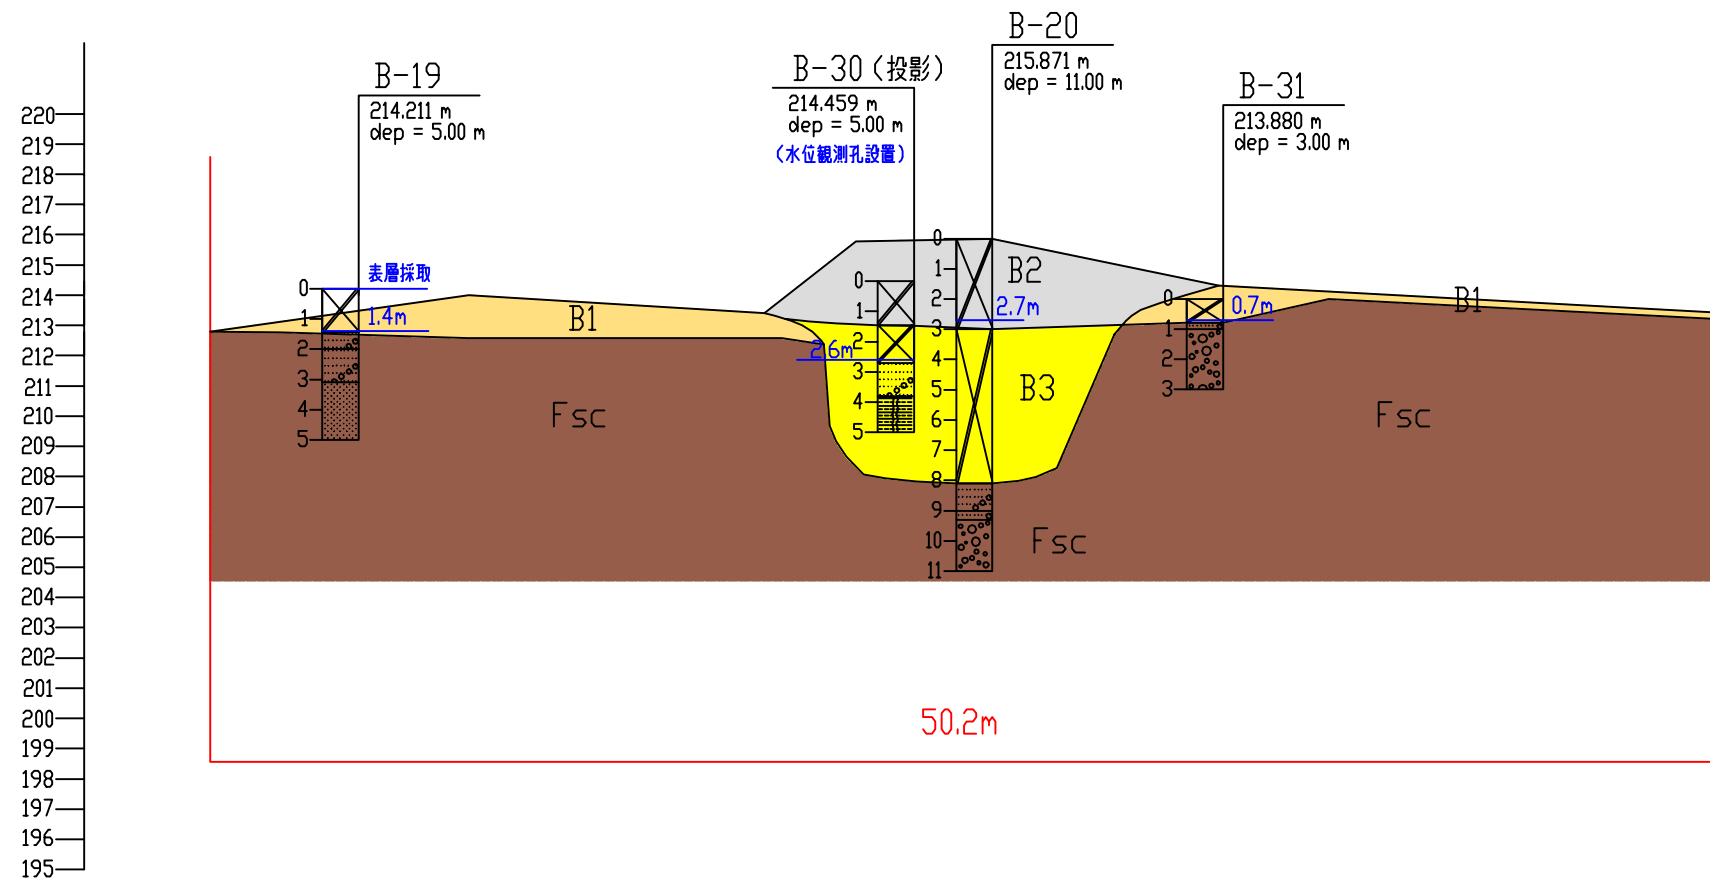 B-20
215.871 m
dep = 11.00 m
B-30（投影）
214.459 m
dep = 5.00 m
（水位観測孔設置）
B-19
214.211 m
dep = 5.00 m
B-31
213.880 m
dep = 3.00 m
220
219
218
217
216
215
214
213
212
211
210
209
208
207
206
205
204
203
202
201
200
199
198
197
196
195
表層採取
1.4m
0
1
2
3
4
5
B1
Fsc
2.6m
0
1
2
3
4
5
0
1
2
3
4
5
6
7
8
9
10
11
B2
2.7m
B3
Fsc
0.7m
0
1
2
3
B1
Fsc
50.2m